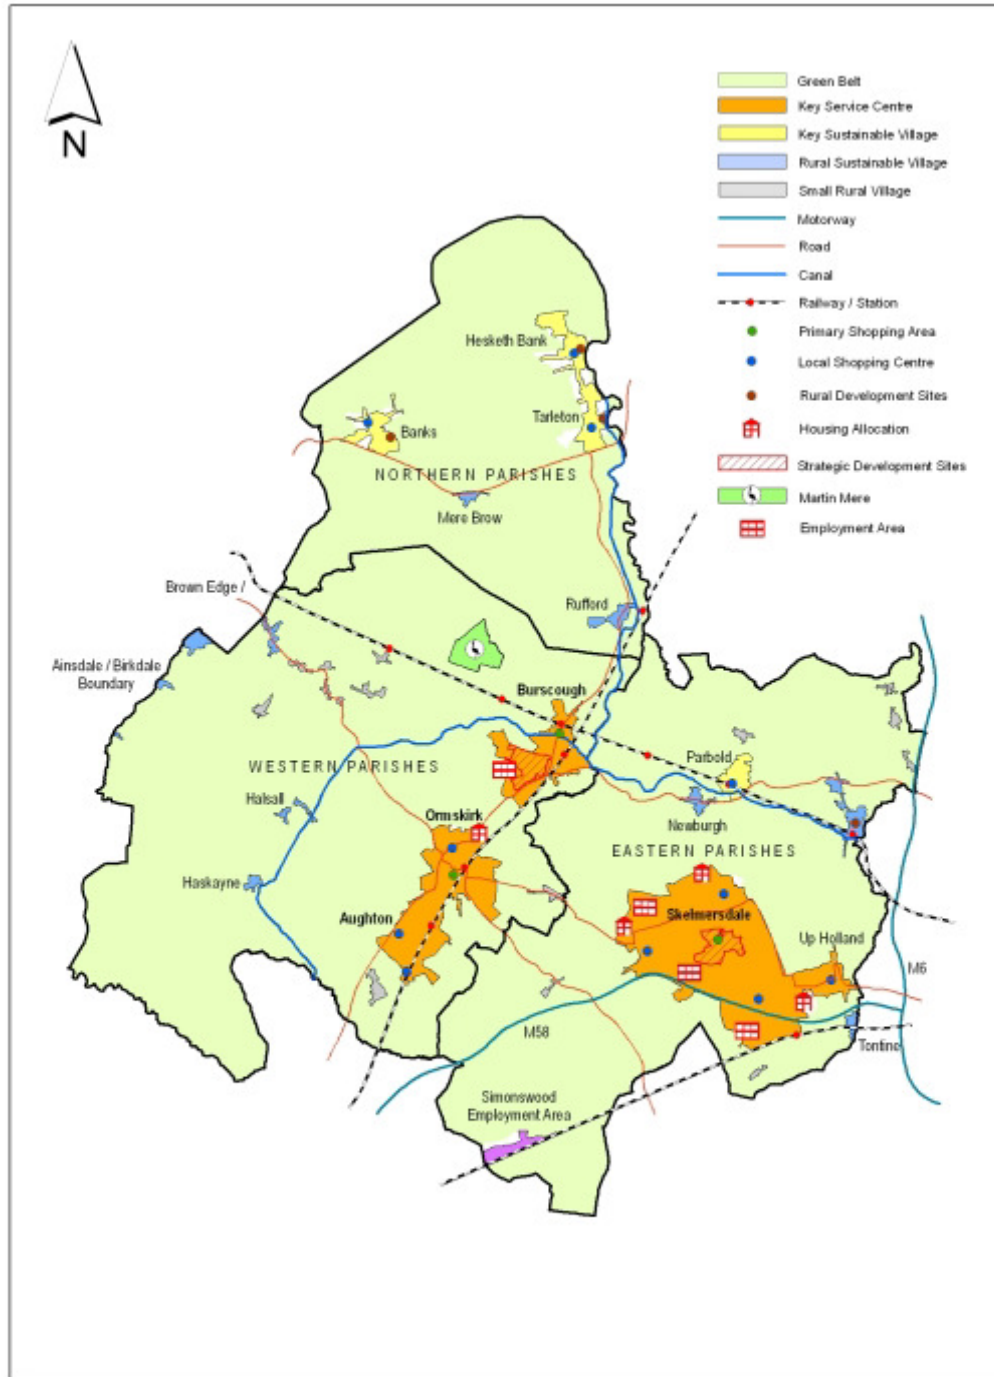 N
Green Belt
Key Service Centre
Key Sustainable Village
Rural Sustainable Village
Small Rural Village
Motorway
Road
Canal
Railway / Station
Primary Shopping Area
Local Shopping Centre
Rural Development Sites
Housing Allocation
Strategic Development Sites
Martin Mere
Employment Area
Hesketh Bank
Tarleton
Banks
NORTHERN PARISHES
Mere Brow
Brown Edge /
Rufford
Ainsdale / Birkdale
Boundary
Burscough
WESTERN PARISHES
Parbold
Halsall
Newburgh
Ormskirk
EASTERN PARISHES
Haskayne
Aughton
Skelmersdale
Up Holland
M6
M58
Tontine
Simonswood
Employment Area